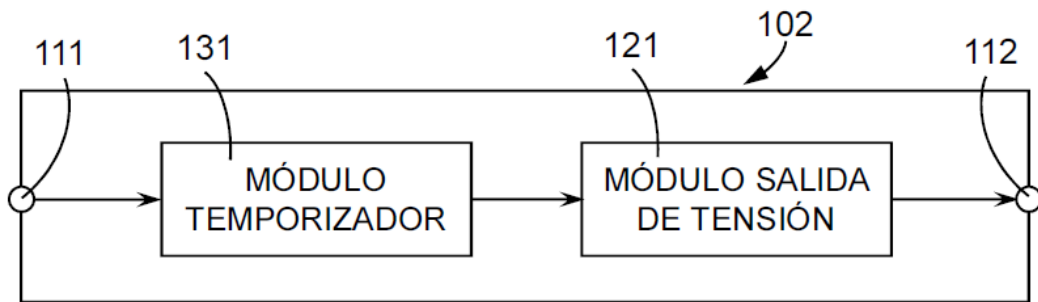 111
131
121
102
112
MÓDULO
TEMPORIZADOR
MÓDULO SALIDA
DE TENSIÓN